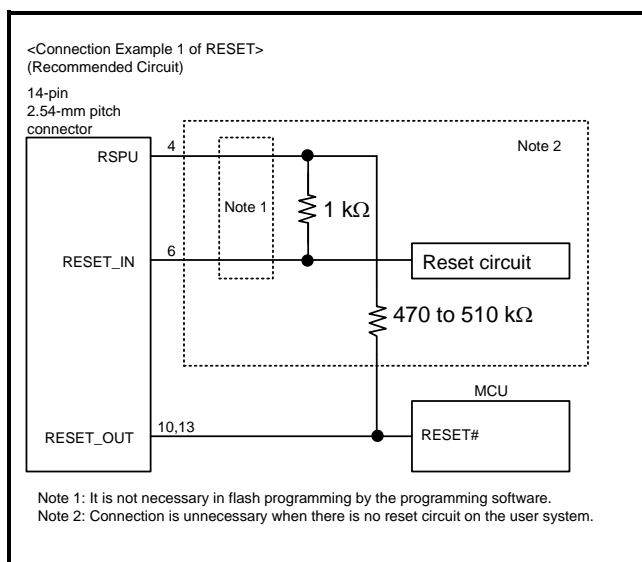 <Connection Example 1 of RESET>
(Recommended Circuit)
14-pin
2.54-mm pitch
connector
RSPU
4
Note 2
Note 1
1 kΩ
RESET_IN
6
Reset circuit
470 to 510 kΩ
MCU
RESET_OUT
10,13
RESET#
Note 1: It is not necessary in flash programming by the programming software.
Note 2: Connection is unnecessary when there is no reset circuit on the user system.